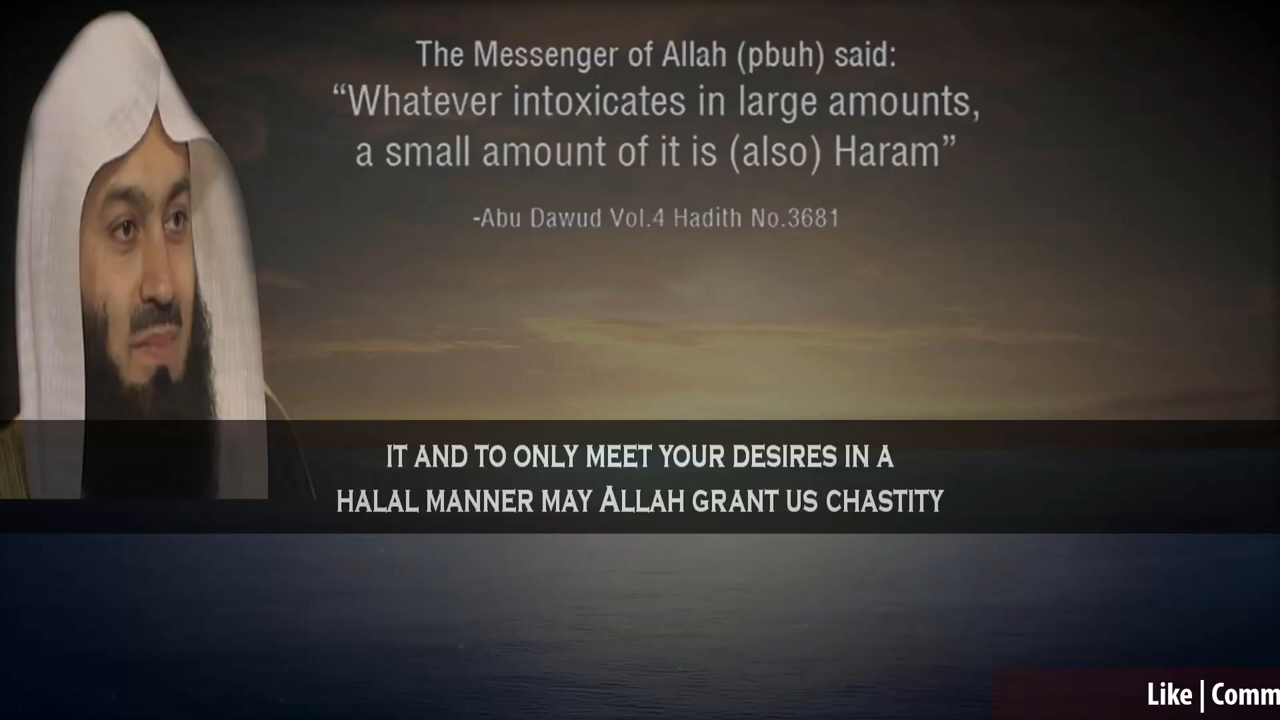 The Messenger of Allah (pbuh) said:
“Whatever intoxicates in large amounts,
a small amount of it is (also) Haram”
-Abu Dawud Vol.4 Hadith No.3681
IT AND TO ONLY MEET YOUR DESIRES IN A
HALAL MANNER MAY ALLAH GRANT US CHASTITY
Like | Comm